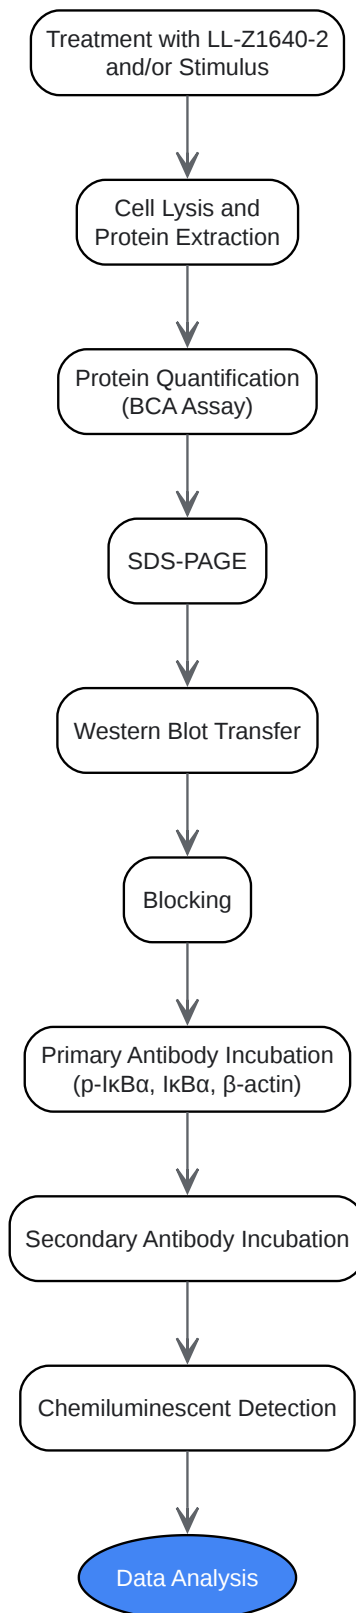 Treatment with LL-Z1640-2
and/or Stimulus
Cell Lysis and
Protein Extraction
Protein Quantification
(BCA Assay)
SDS-PAGE
Western Blot Transfer
Blocking
Primary Antibody Incubation
(p-IκBα, IκBα, β-actin)
Secondary Antibody Incubation
Chemiluminescent Detection
Data Analysis